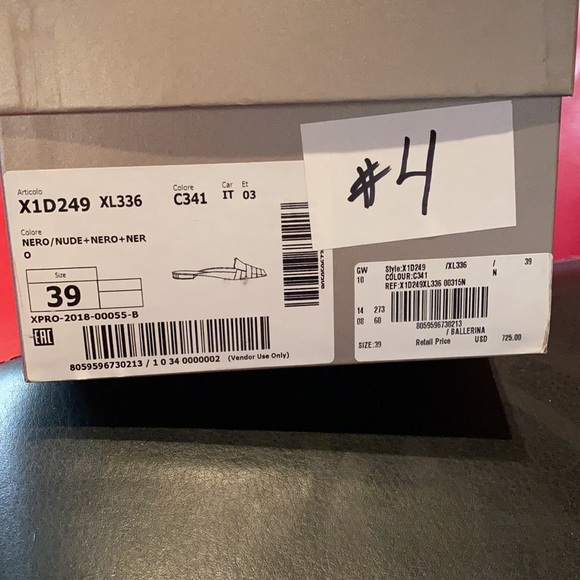 #4
Articolo
X1D249 XL336
Colore
C341
Car
IT
Et
03
Colore
NERO/NUDE+NERO+NER
O
Size
39
XPRO-2018-00055-B
EAC
8059596730213 / 1 0 34 0000002 (Vendor Use Only)
GW Style:X1D249 /XL336 / 39
10 COLOUR:C341 N
REF:X1D249XL336 00315N
14 273
08 60
8059596730213
/ BALLERINA
SIZE:39 Retail Price USD 725.00